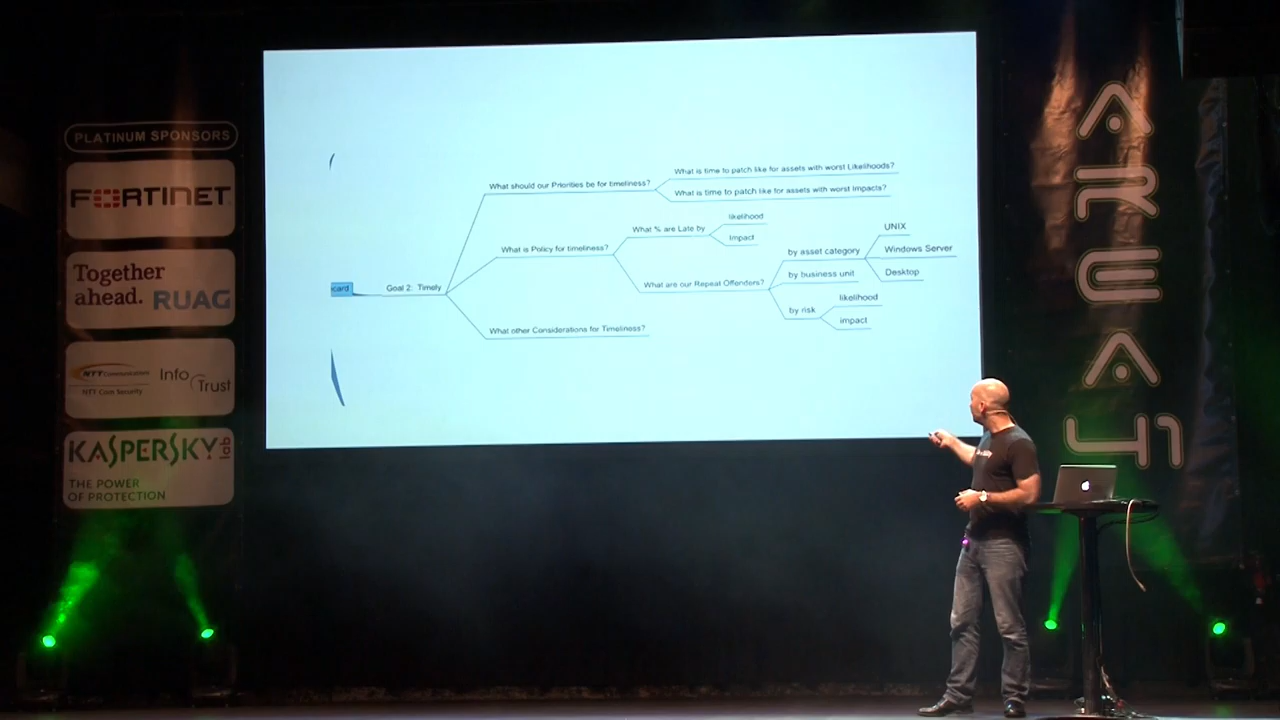 PLATINUM SPONSORS
FORTINET
Together
ahead. RUAG
NTT Communications
NTT Com Security
Info Trust
KASPERSKY lab
THE POWER
OF PROTECTION
card
Goal 2: Timely
What should our Priorities be for timeliness?
What is time to patch like for assets with worst Likelihoods?
What is time to patch like for assets with worst Impacts?
What is Policy for timeliness?
What % are Late by
likelihood
Impact
What are our Repeat Offenders?
by asset category
UNIX
Windows Server
Desktop
by business unit
by risk
likelihood
impact
What other Considerations for Timeliness?
AREA41